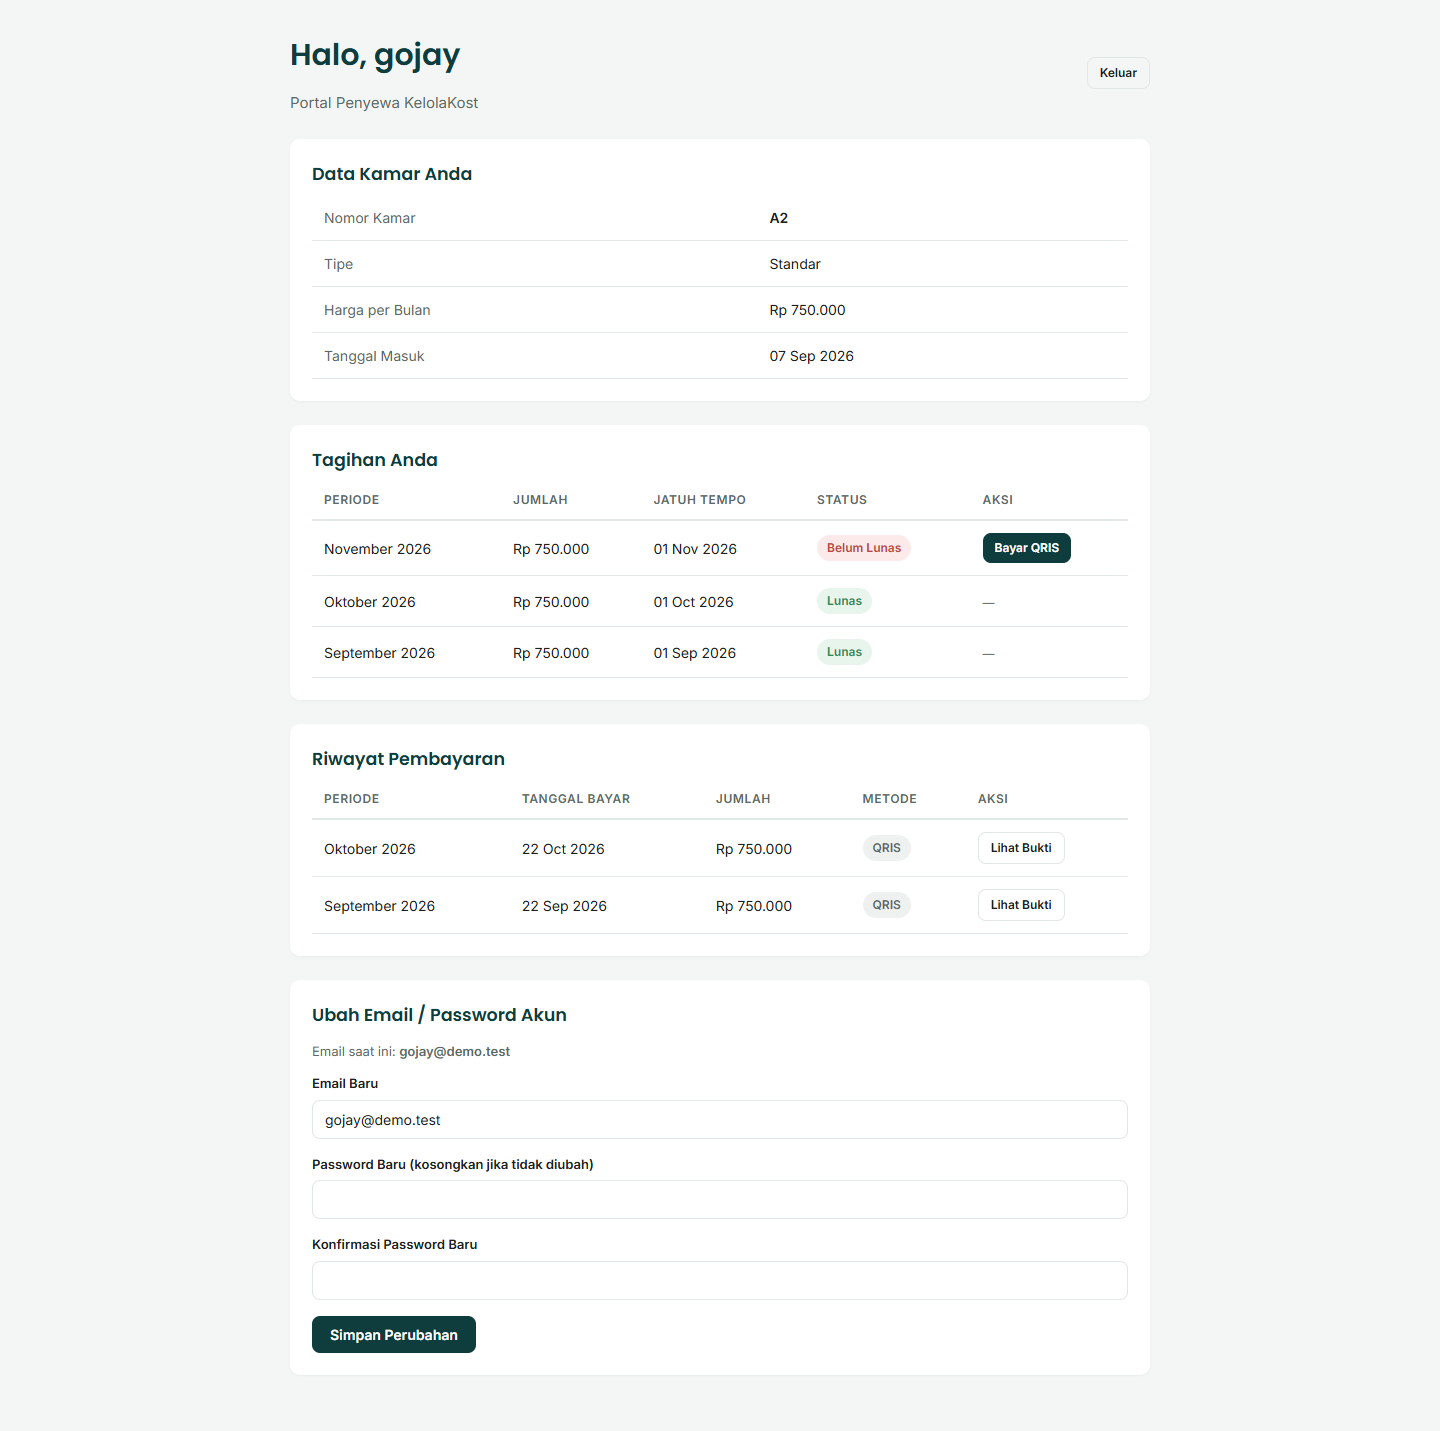 Halo, gojay
Keluar
Portal Penyewa KelolaKost
Data Kamar Anda
Nomor Kamar A2
Tipe Standar
Harga per Bulan Rp 750.000
Tanggal Masuk 07 Sep 2026
Tagihan Anda
PERIODE JUMLAH JATUH TEMPO STATUS AKSI
November 2026 Rp 750.000 01 Nov 2026 Belum Lunas Bayar QRIS
Oktober 2026 Rp 750.000 01 Oct 2026 Lunas —
September 2026 Rp 750.000 01 Sep 2026 Lunas —
Riwayat Pembayaran
PERIODE TANGGAL BAYAR JUMLAH METODE AKSI
Oktober 2026 22 Oct 2026 Rp 750.000 QRIS Lihat Bukti
September 2026 22 Sep 2026 Rp 750.000 QRIS Lihat Bukti
Ubah Email / Password Akun
Email saat ini: gojay@demo.test
Email Baru
gojay@demo.test
Password Baru (kosongkan jika tidak diubah)
Konfirmasi Password Baru
Simpan Perubahan